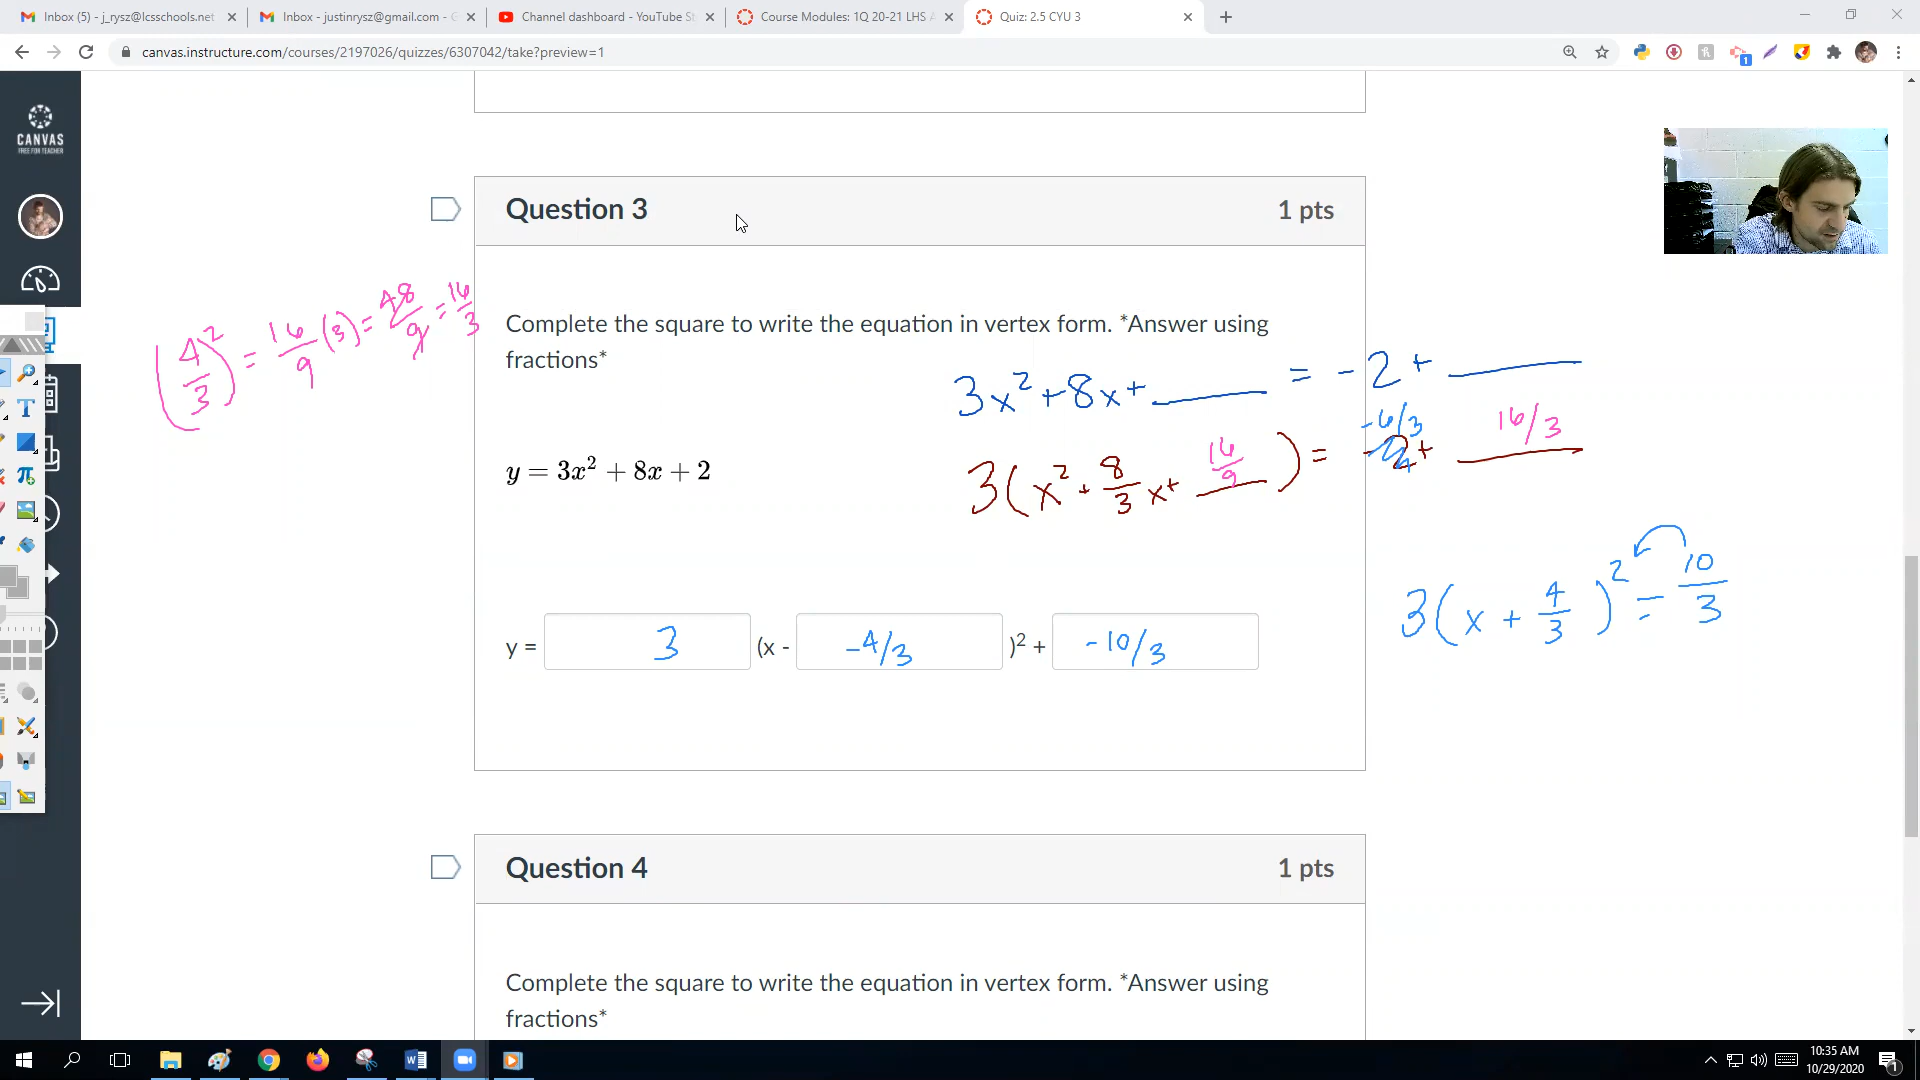 Inbox (5) - j_rysz@lcsschools.net
Inbox - justinrysz@gmail.com - G
Channel dashboard - YouTube St
Course Modules: 1Q 20-21 LHS A
Quiz: 2.5 CYU 3
canvas.instructure.com/courses/2197026/quizzes/6307042/take?preview=1
CANVAS
FREE FOR TEACHER
Question 3
1 pts
Complete the square to write the equation in vertex form. *Answer using
fractions*
(4/3)² = 16/9 (3) = 48/9 = 16/3
3x² + 8x + ____ = -2 + ____
-6/3
3(x² + 8/3 x + 16/9) = -2 + 16/3
y = 3x² + 8x + 2
3(x + 4/3)² = 10/3
y = 3 (x - -4/3 )² + -10/3
Question 4
1 pts
Complete the square to write the equation in vertex form. *Answer using
fractions*
10:35 AM
10/29/2020